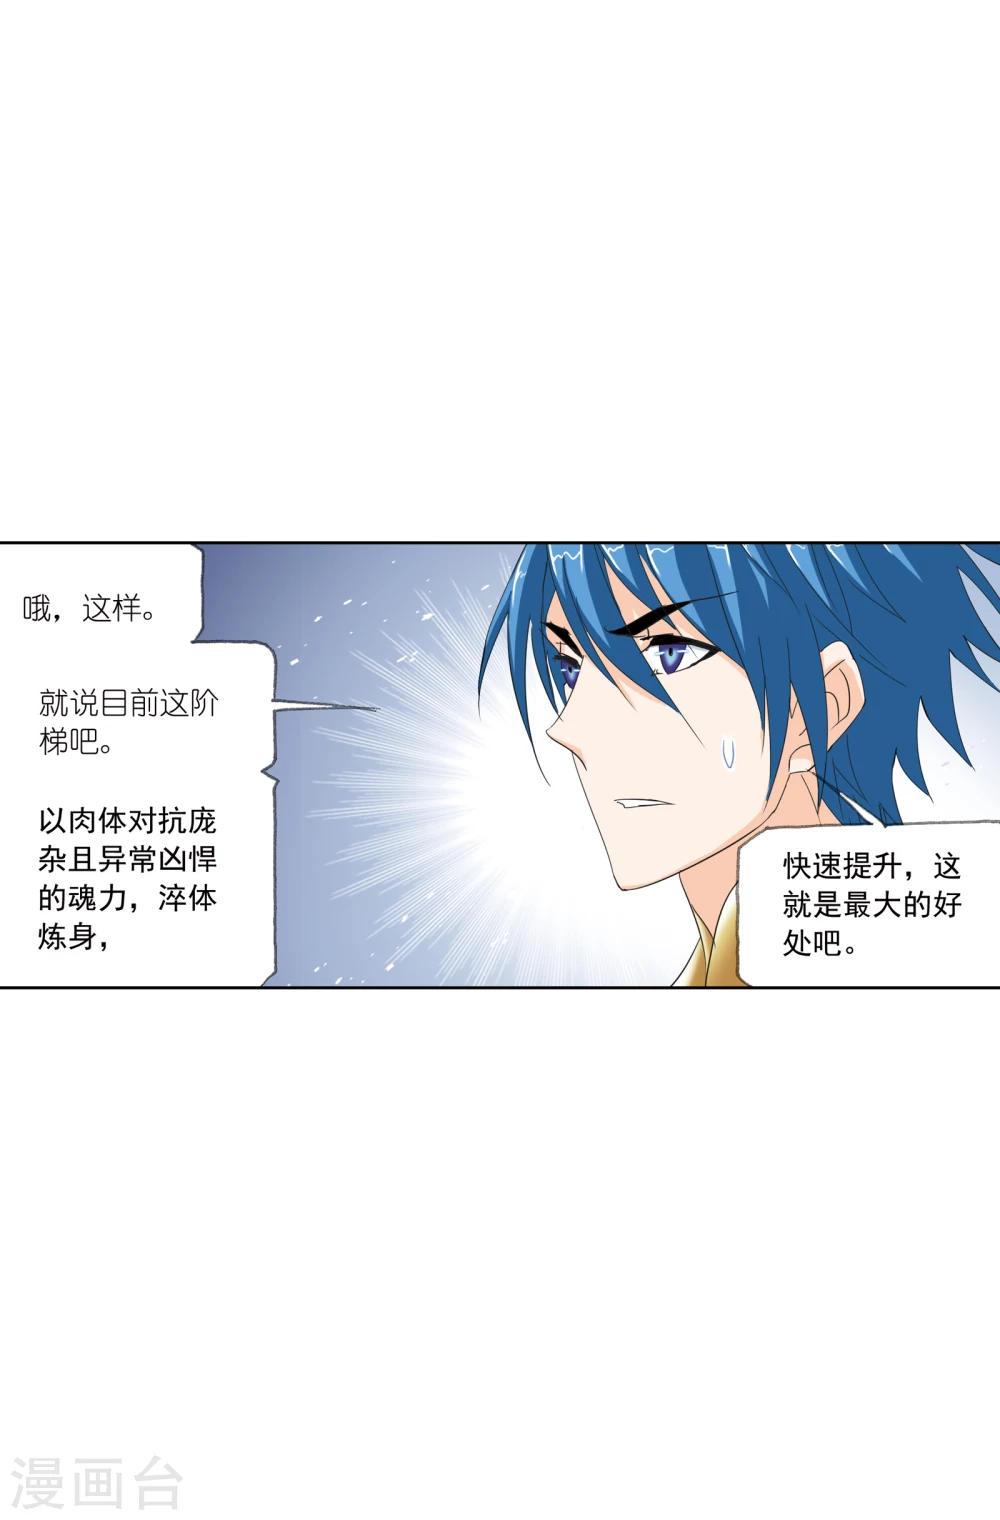 哦，这样。
就说目前这阶
梯吧。
以肉体对抗庞
杂且异常凶悍
的魂力，淬体
炼身，
快速提升，这
就是最大的好
处吧。
漫画台